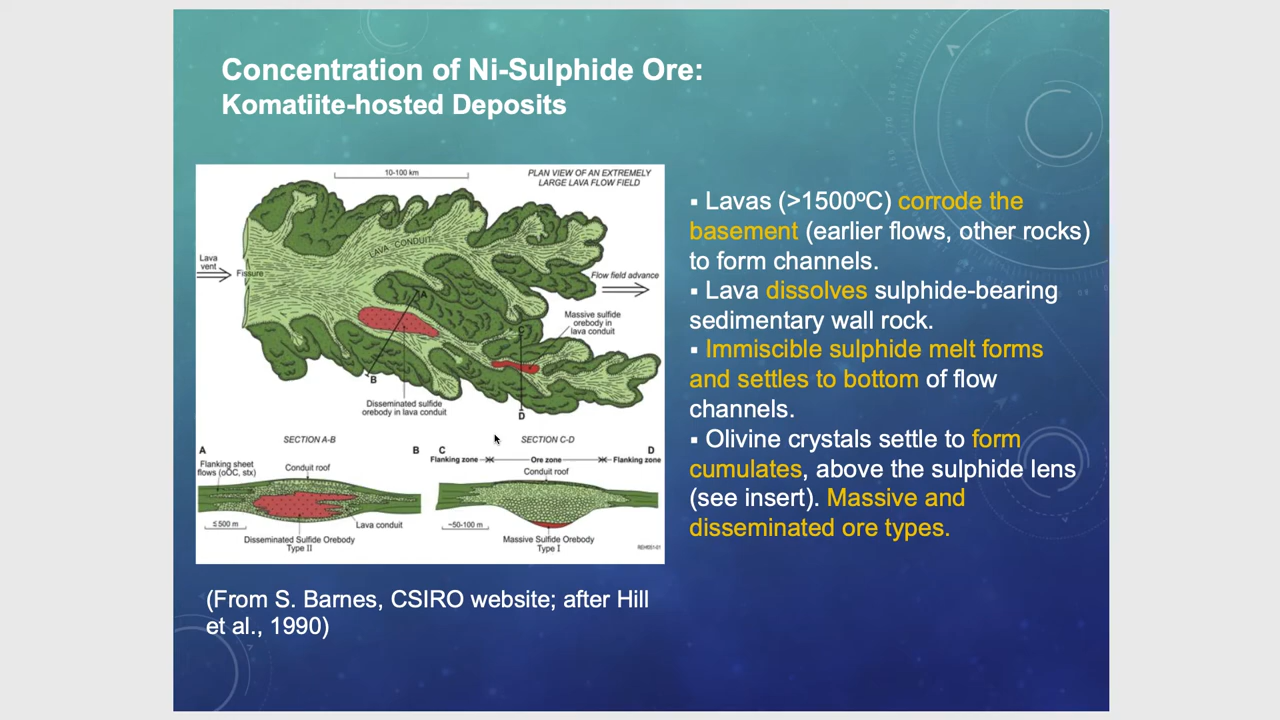 Concentration of Ni-Sulphide Ore:
Komatiite-hosted Deposits
10-100 km
PLAN VIEW OF AN EXTREMELY
LARGE LAVA FLOW FIELD
LAVA CONDUIT
Lava
vent
Fissure
Flow field advance
A
Massive sulfide
orebody in
lava conduit
C
B
Disseminated sulfide
orebody in lava conduit
D
SECTION A-B
SECTION C-D
A
B
C
D
Flanking zone
Ore zone
Flanking zone
Flanking sheet
flows (oOC, stx)
Conduit roof
Conduit roof
≤ 500 m
Lava conduit
~50-100 m
Disseminated Sulfide Orebody
Type II
Massive Sulfide Orebody
Type I
▪ Lavas (>1500ºC) corrode the
basement (earlier flows, other rocks)
to form channels.
▪ Lava dissolves sulphide-bearing
sedimentary wall rock.
▪ Immiscible sulphide melt forms
and settles to bottom of flow
channels.
▪ Olivine crystals settle to form
cumulates, above the sulphide lens
(see insert). Massive and
disseminated ore types.
(From S. Barnes, CSIRO website; after Hill
et al., 1990)